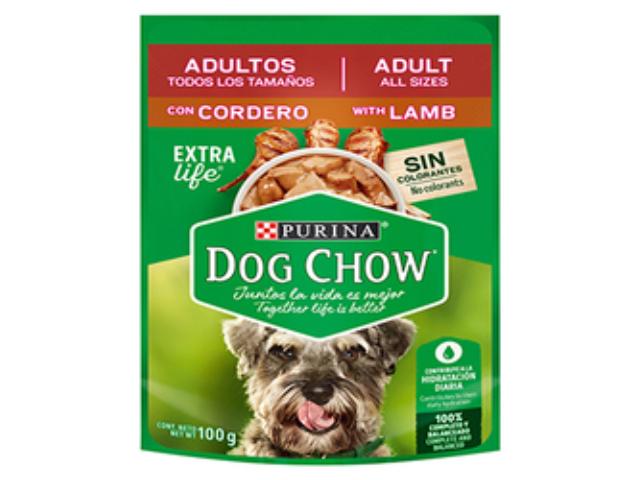 ADULTOS
TODOS LOS TAMAÑOS
ADULT
ALL SIZES
CON CORDERO
WITH LAMB
EXTRA
life®
SIN
COLORANTES
No colorants
PURINA®
DOG CHOW
Juntos la vida es mejor
Together life is better
CONTRIBUYE A LA
HIDRATACIÓN
DIARIA
100%
COMPLETO Y
BALANCEADO
COMPLETE AND
BALANCED
CONT. NETO
NET WT 100g